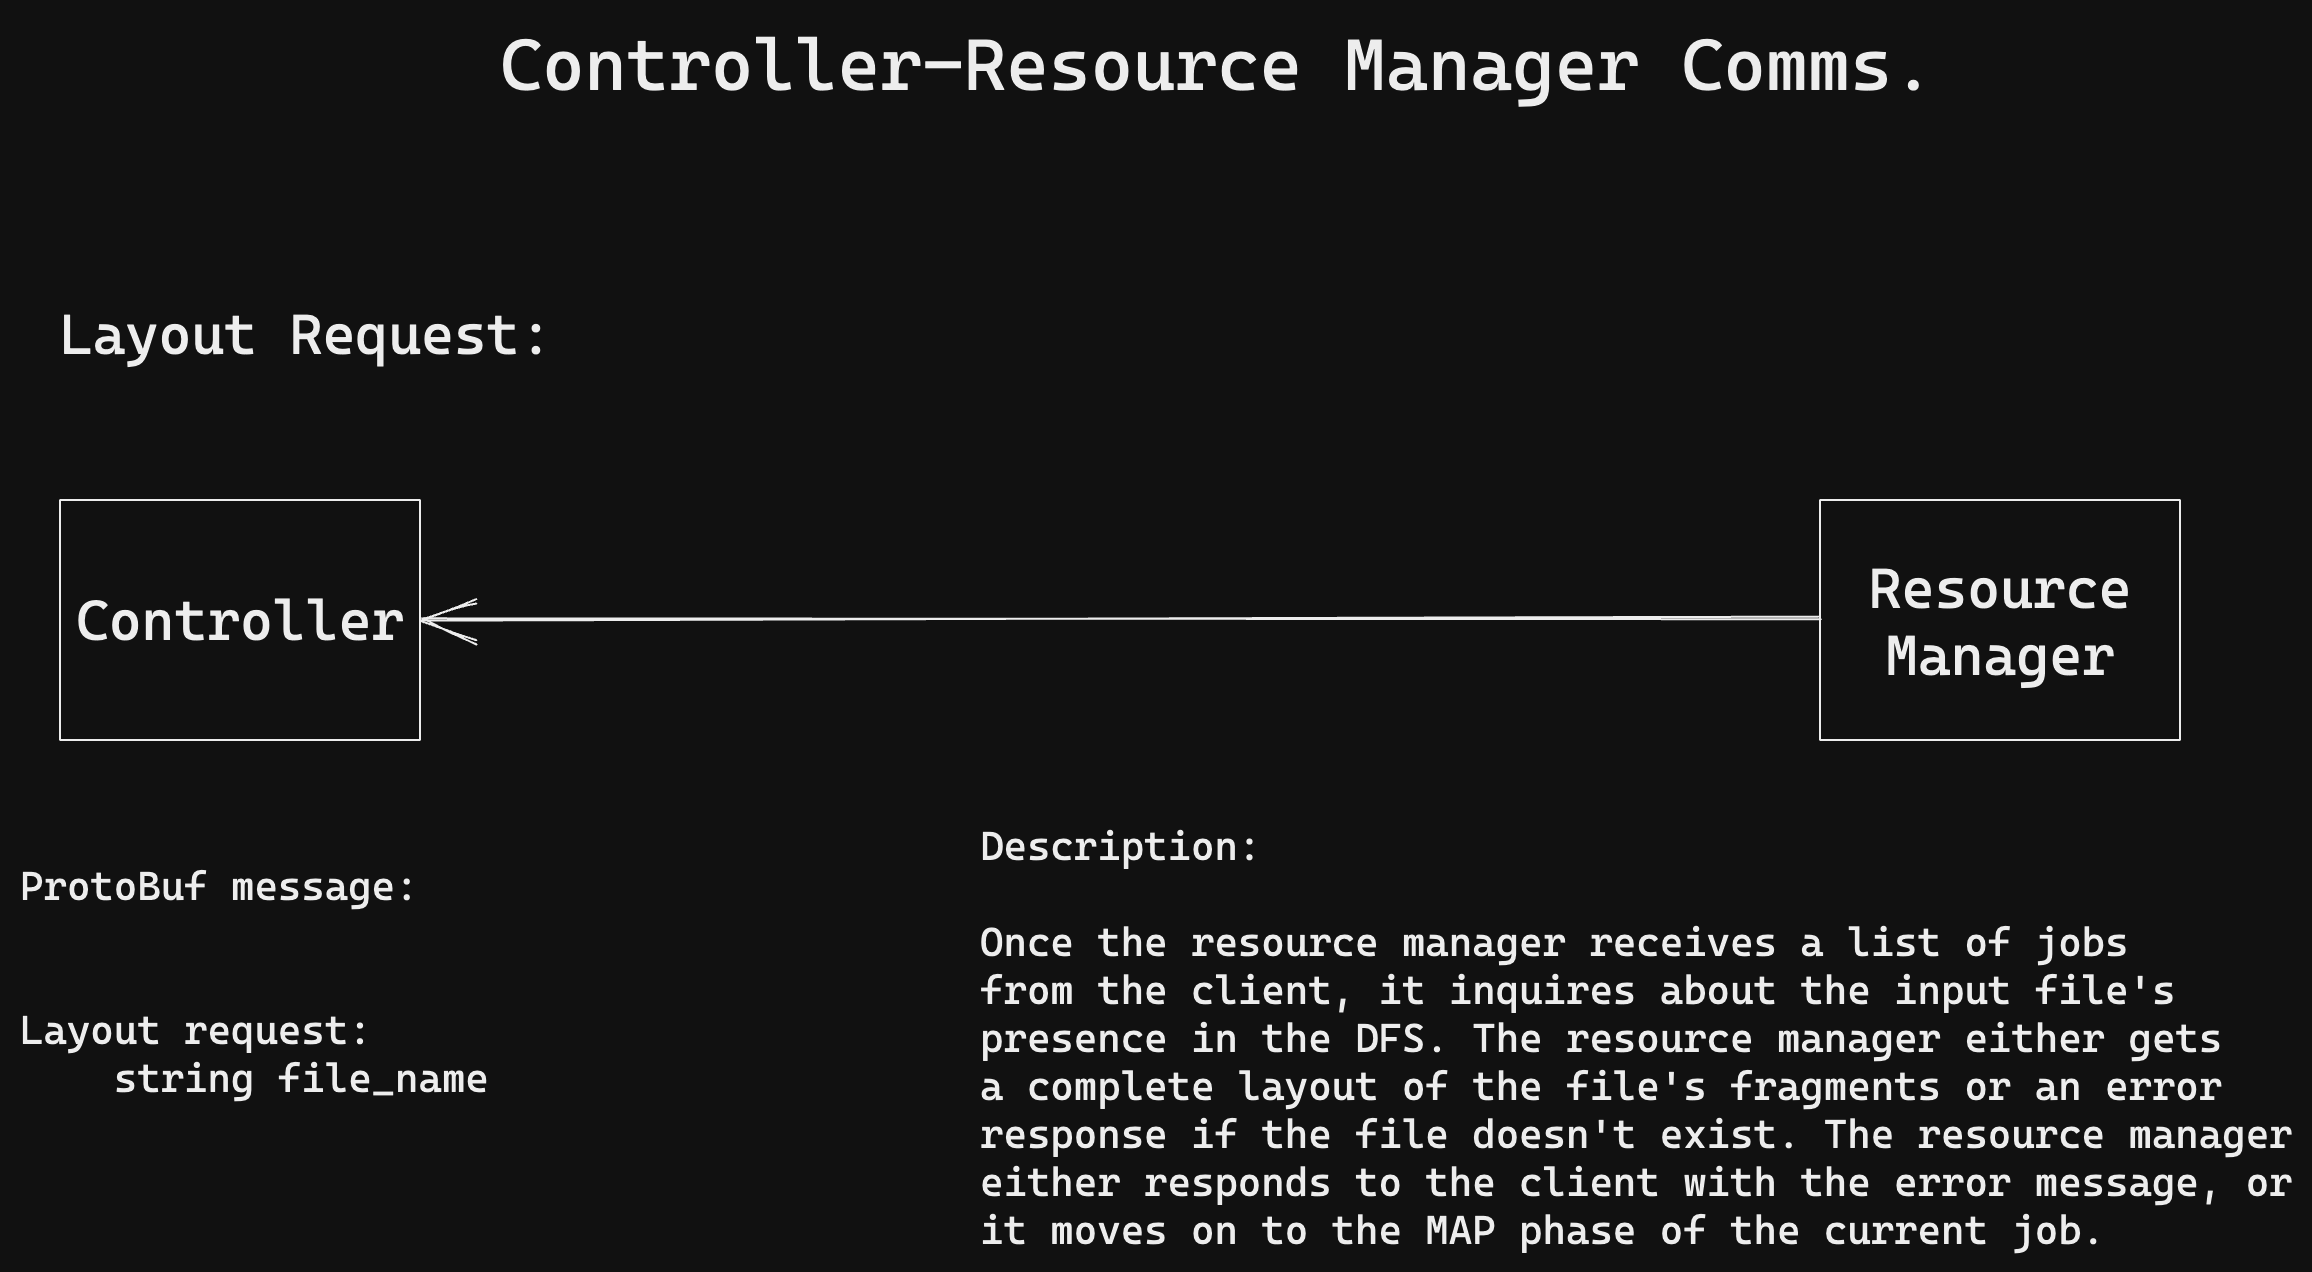 Controller-Resource Manager Comms.
Layout Request:
Controller
Resource
Manager
ProtoBuf message:
Layout request:
    string file_name
Description:
Once the resource manager receives a list of jobs
from the client, it inquires about the input file's
presence in the DFS. The resource manager either gets
a complete layout of the file's fragments or an error
response if the file doesn't exist. The resource manager
either responds to the client with the error message, or
it moves on to the MAP phase of the current job.